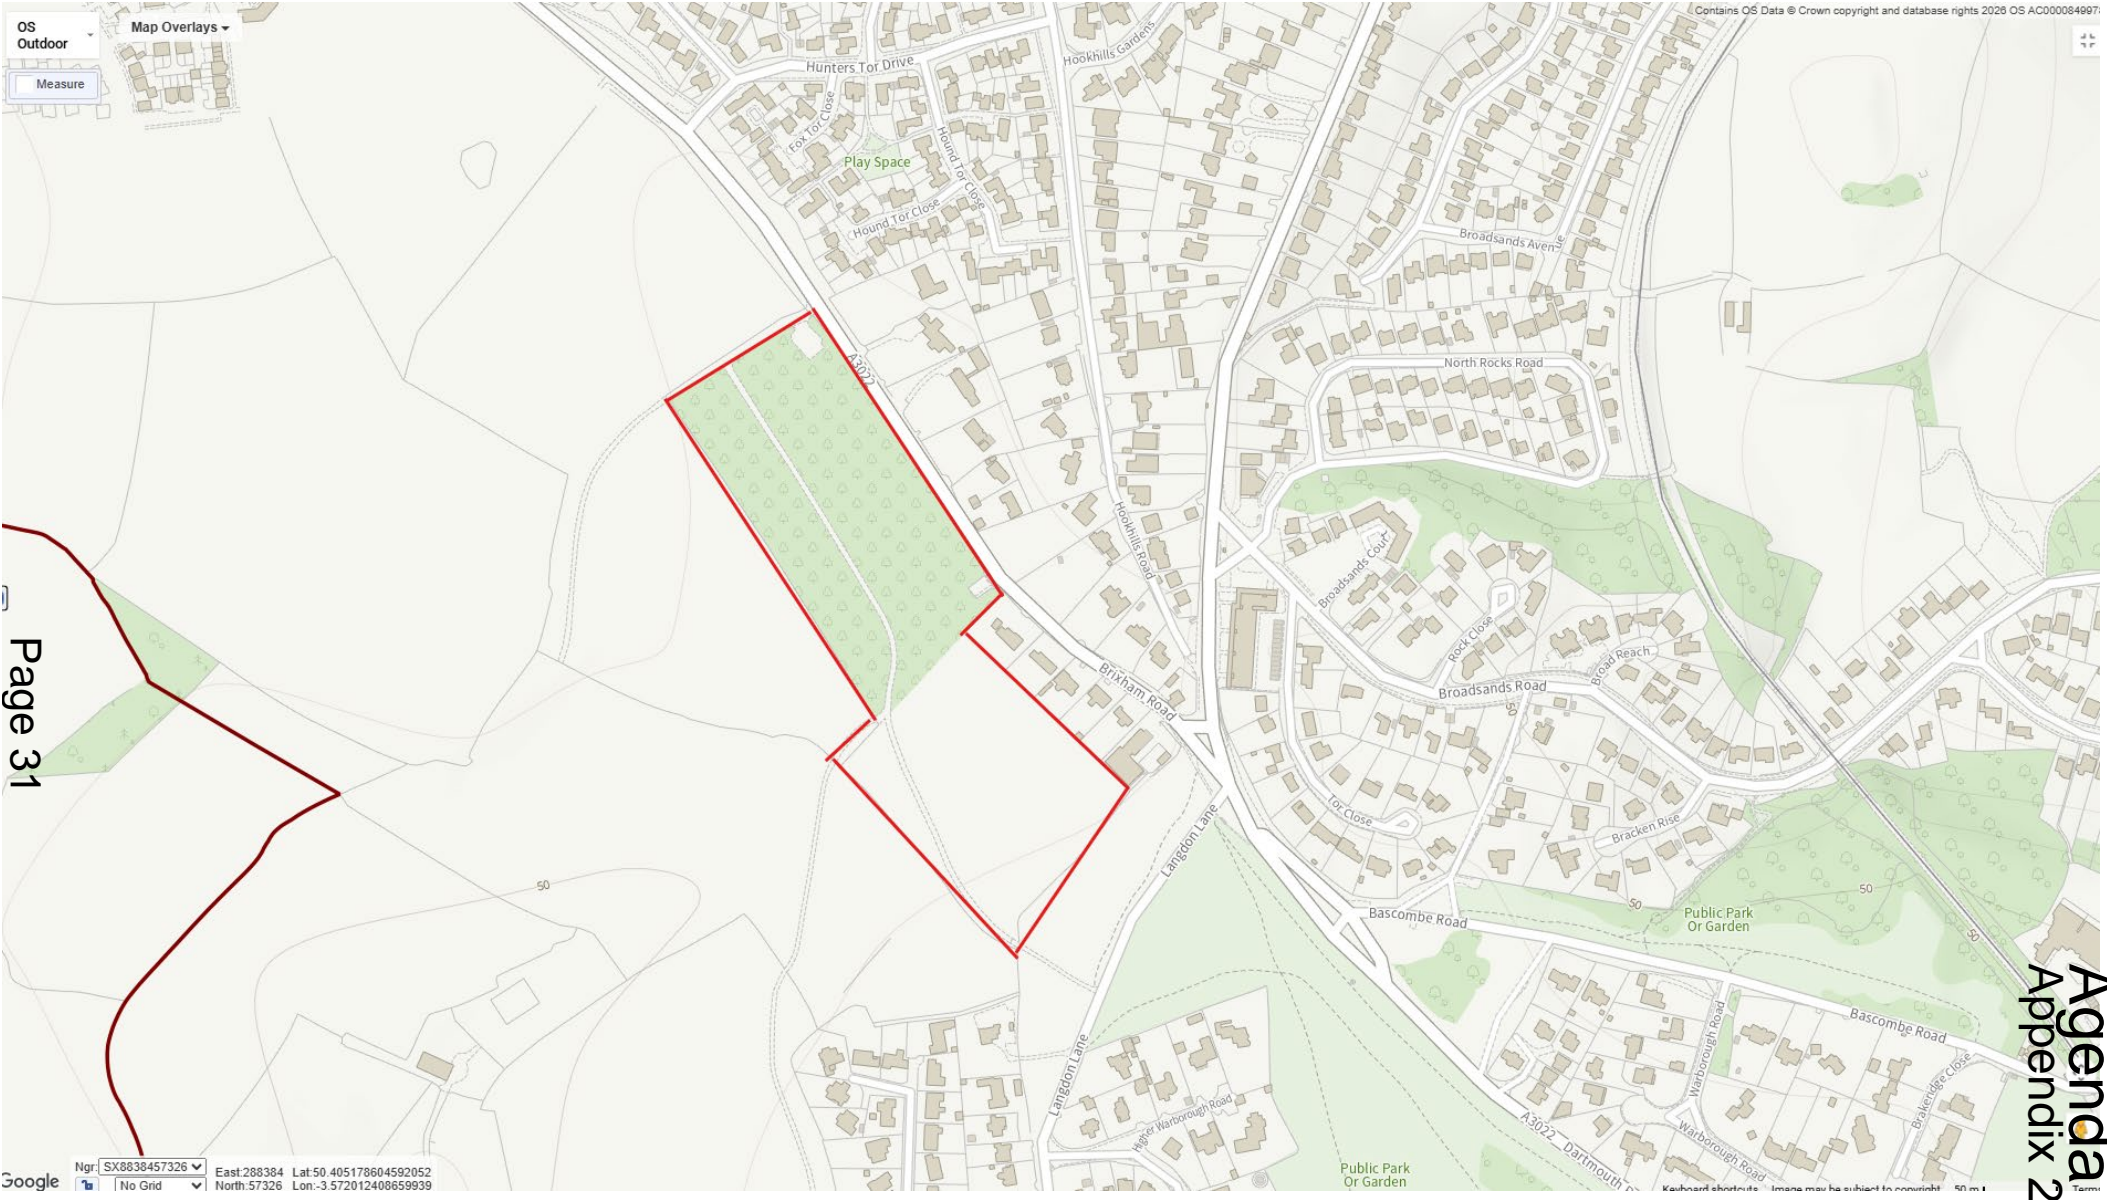 OS
Outdoor
Map Overlays
Contains OS Data © Crown copyright and database rights 2026 OS
Measure
Hunters Tor Drive
Hookhills Gardens
Fox Tor Close
Play Space
Hound Tor Close
Hound Tor Close
Broadsands Avenue
A3022
North Rocks Road
Hookhills Road
Broadsands Court
Rock Close
Broad Reach
Broadsands Road
50
Brixham Road
Page 31
Tor Close
Langdon Lane
Bracken Rise
50
50
50
Bascombe Road
Public Park
Or Garden
50
Agenda
Appendix 2
Bascombe Road
Warborough Road
Langdon Lane
Higher Warborough Road
Brakeridge Close
A3022
Dartmouth
Warborough Road
Public Park
Or Garden
Google
Ngr: SX8838457326
No Grid
East:288384 Lat:50.405178604592052
North:57326 Lon:-3.572012408659939
Keyboard shortcuts
Image may be subject to copyright
50 m
Terms